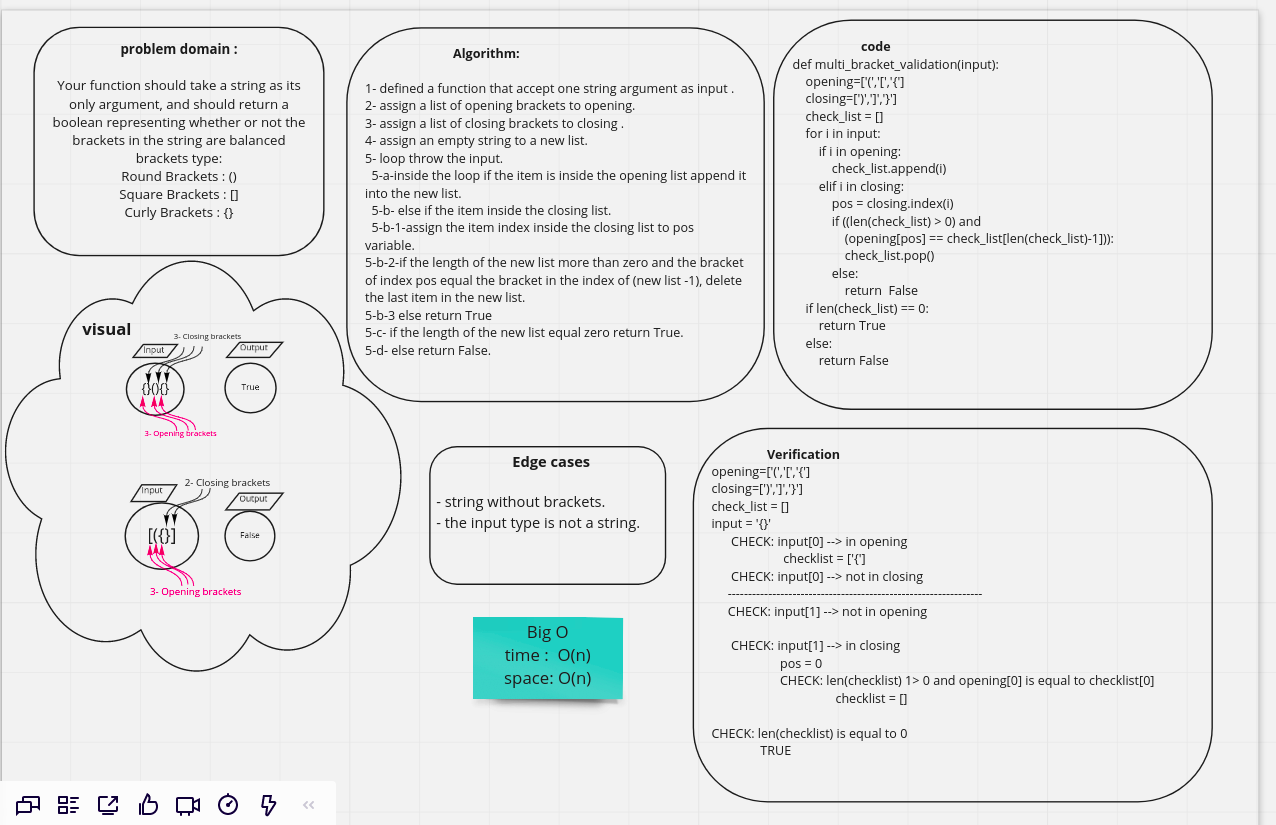 problem domain :
Your function should take a string as its
only argument, and should return a
boolean representing whether or not the
brackets in the string are balanced
brackets type:
Round Brackets : ()
Square Brackets : []
Curly Brackets : {}
Algorithm:
1- defined a function that accept one string argument as input .
2- assign a list of opening brackets to opening.
3- assign a list of closing brackets to closing .
4- assign an empty string to a new list.
5- loop throw the input.
5-a-inside the loop if the item is inside the opening list append it
into the new list.
5-b- else if the item inside the closing list.
5-b-1-assign the item index inside the closing list to pos
variable.
5-b-2-if the length of the new list more than zero and the bracket
of index pos equal the bracket in the index of (new list -1), delete
the last item in the new list.
5-b-3 else return True
5-c- if the length of the new list equal zero return True.
5-d- else return False.
code
def multi_bracket_validation(input):
opening=['(','[','{']
closing=[')',']','}']
check_list = []
for i in input:
if i in opening:
check_list.append(i)
elif i in closing:
pos = closing.index(i)
if ((len(check_list) > 0) and
(opening[pos] == check_list[len(check_list)-1])):
check_list.pop()
else:
return  False
if len(check_list) == 0:
return True
else:
return False
visual
3- Closing brackets
Input
Output
{}(){}
True
3- Opening brackets
2- Closing brackets
Input
Output
[({}]
False
3- Opening brackets
Edge cases
- string without brackets.
- the input type is not a string.
Big O
time :  O(n)
space: O(n)
Verification
opening=['(','[','{']
closing=[')',']','}']
check_list = []
input = '{}'
CHECK: input[0] --> in opening
checklist = ['{']
CHECK: input[0] --> not in closing
---------------------------------------------------------------
CHECK: input[1] --> not in opening
CHECK: input[1] --> in closing
pos = 0
CHECK: len(checklist) 1> 0 and opening[0] is equal to checklist[0]
checklist = []
CHECK: len(checklist) is equal to 0
TRUE